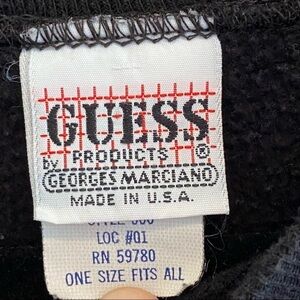 GUESS
by PRODUCTS ®
GEORGES MARCIANO
MADE IN U.S.A.
LOC #01
RN 59780
ONE SIZE FITS ALL